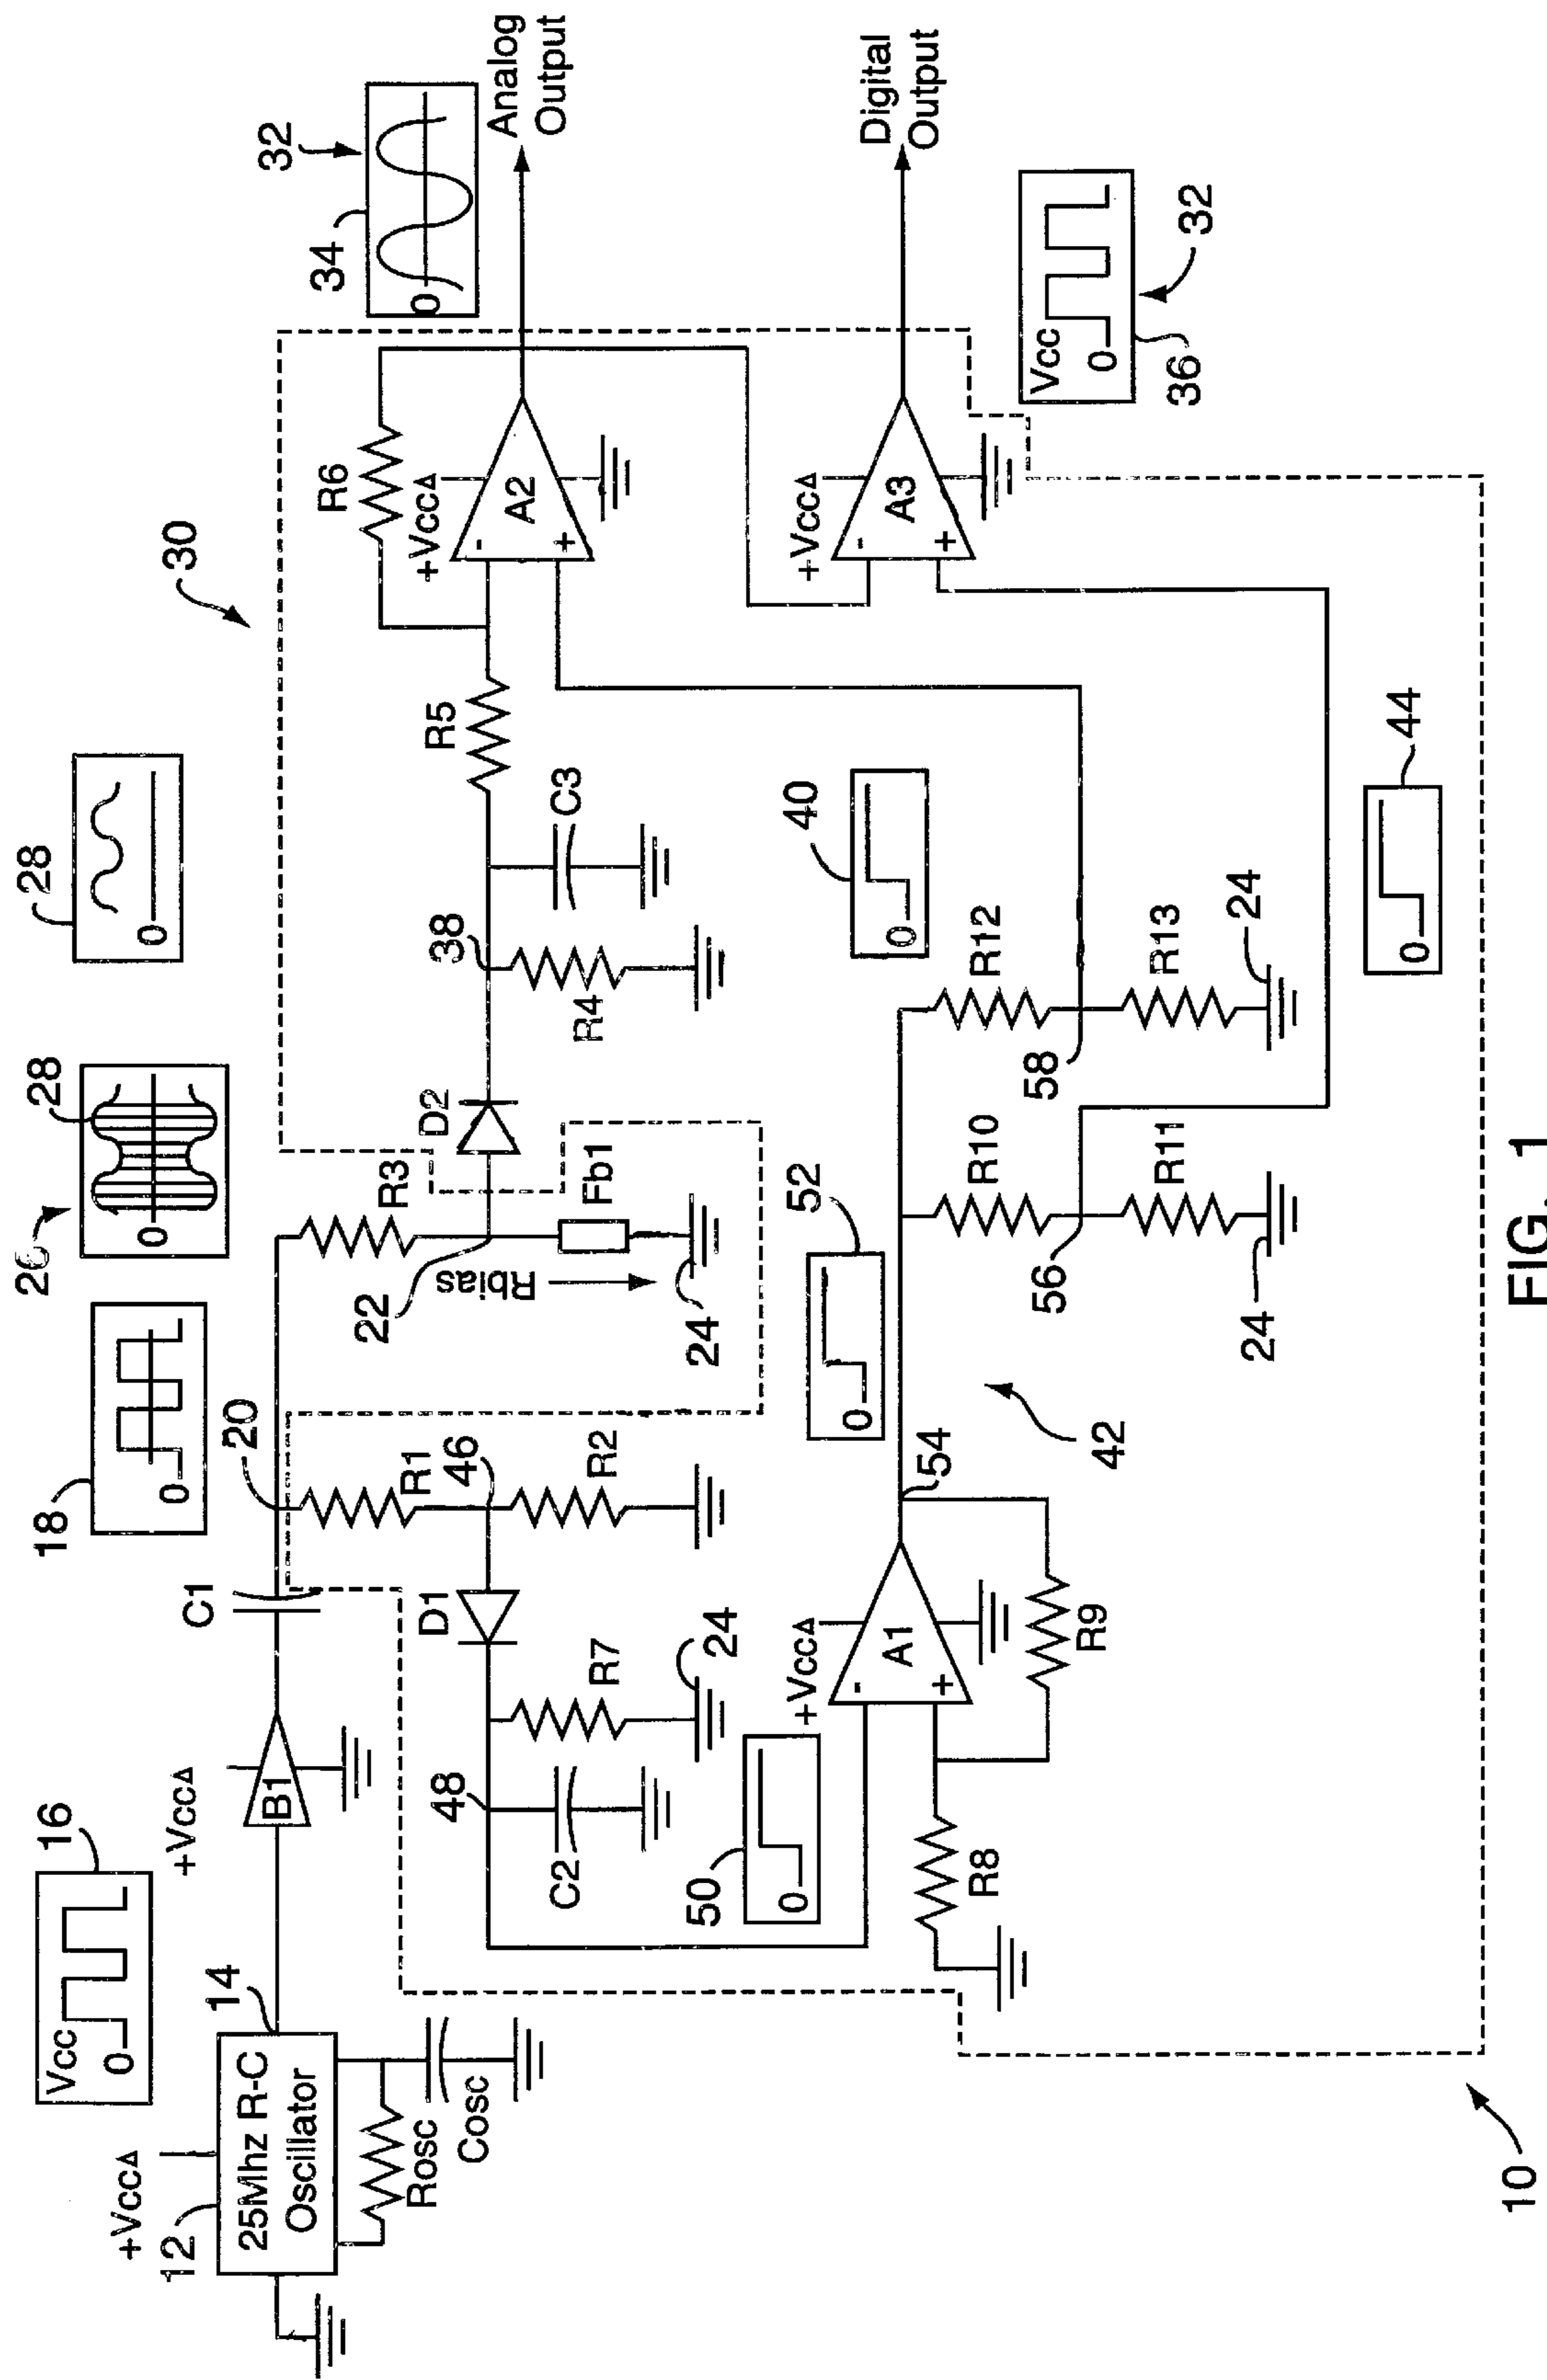 +Vcc
12
25Mhz R-C
Oscillator
14
Rosc
Cosc
Vcc
0
16
+Vcc
B1
C1
18
0
20
26
0
28
28
0
R3
Rbias
22
Fb1
24
D2
30
38
R4
C3
R5
R6
+Vcc
A2
-
+
34
0
32
Analog
Output
R1
46
R2
D1
R7
24
48
C2
50
0
+Vcc
A1
-
+
R8
R9
54
52
0
42
R10
56
R11
24
R12
58
R13
24
40
0
44
0
+Vcc
A3
-
+
Digital
Output
Vcc
0
36
32
10
FIG. 1